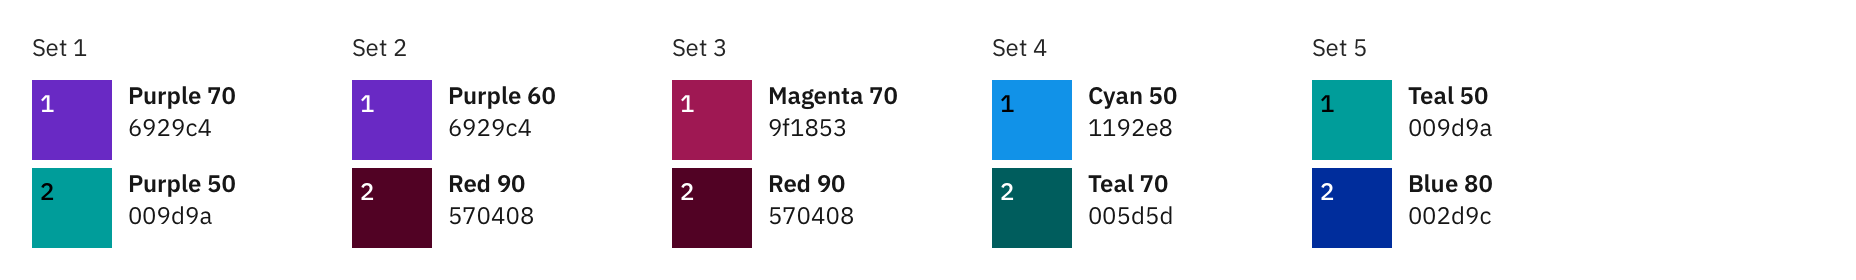 Set 1
1
Purple 70
6929c4
2
Purple 50
009d9a
Set 2
1
Purple 60
6929c4
2
Red 90
570408
Set 3
1
Magenta 70
9f1853
2
Red 90
570408
Set 4
1
Cyan 50
1192e8
2
Teal 70
005d5d
Set 5
1
Teal 50
009d9a
2
Blue 80
002d9c